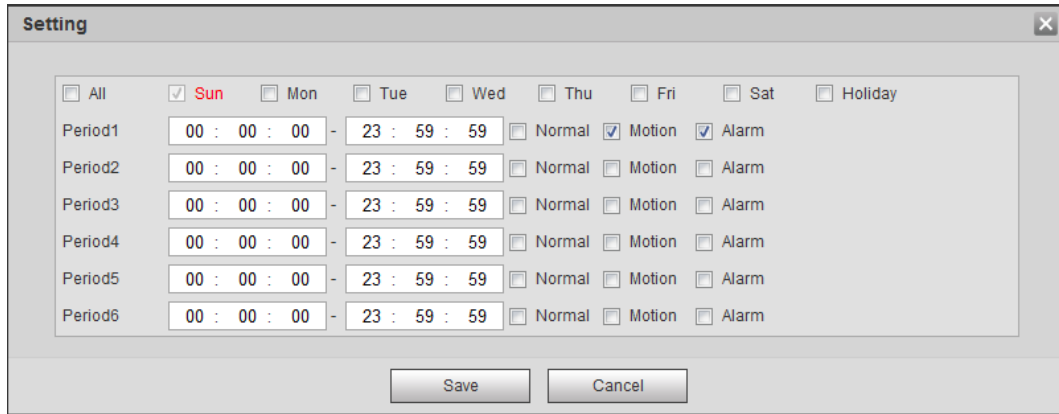 Setting
All Sun Mon Tue Wed Thu Fri Sat Holiday
Period1 00 : 00 : 00 - 23 : 59 : 59 Normal Motion Alarm
Period2 00 : 00 : 00 - 23 : 59 : 59 Normal Motion Alarm
Period3 00 : 00 : 00 - 23 : 59 : 59 Normal Motion Alarm
Period4 00 : 00 : 00 - 23 : 59 : 59 Normal Motion Alarm
Period5 00 : 00 : 00 - 23 : 59 : 59 Normal Motion Alarm
Period6 00 : 00 : 00 - 23 : 59 : 59 Normal Motion Alarm
Save Cancel